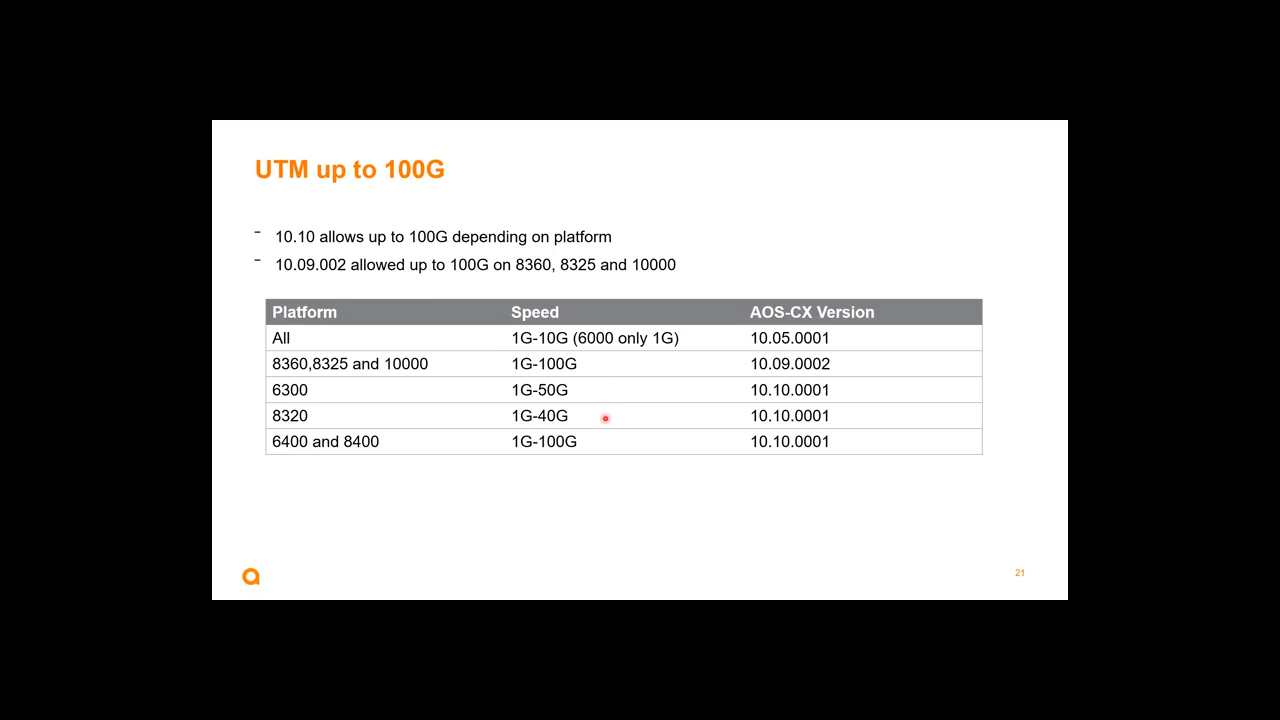 UTM up to 100G
- 10.10 allows up to 100G depending on platform
- 10.09.002 allowed up to 100G on 8360, 8325 and 10000
Platform Speed AOS-CX Version
All 1G-10G (6000 only 1G) 10.05.0001
8360,8325 and 10000 1G-100G 10.09.0002
6300 1G-50G 10.10.0001
8320 1G-40G 10.10.0001
6400 and 8400 1G-100G 10.10.0001
21